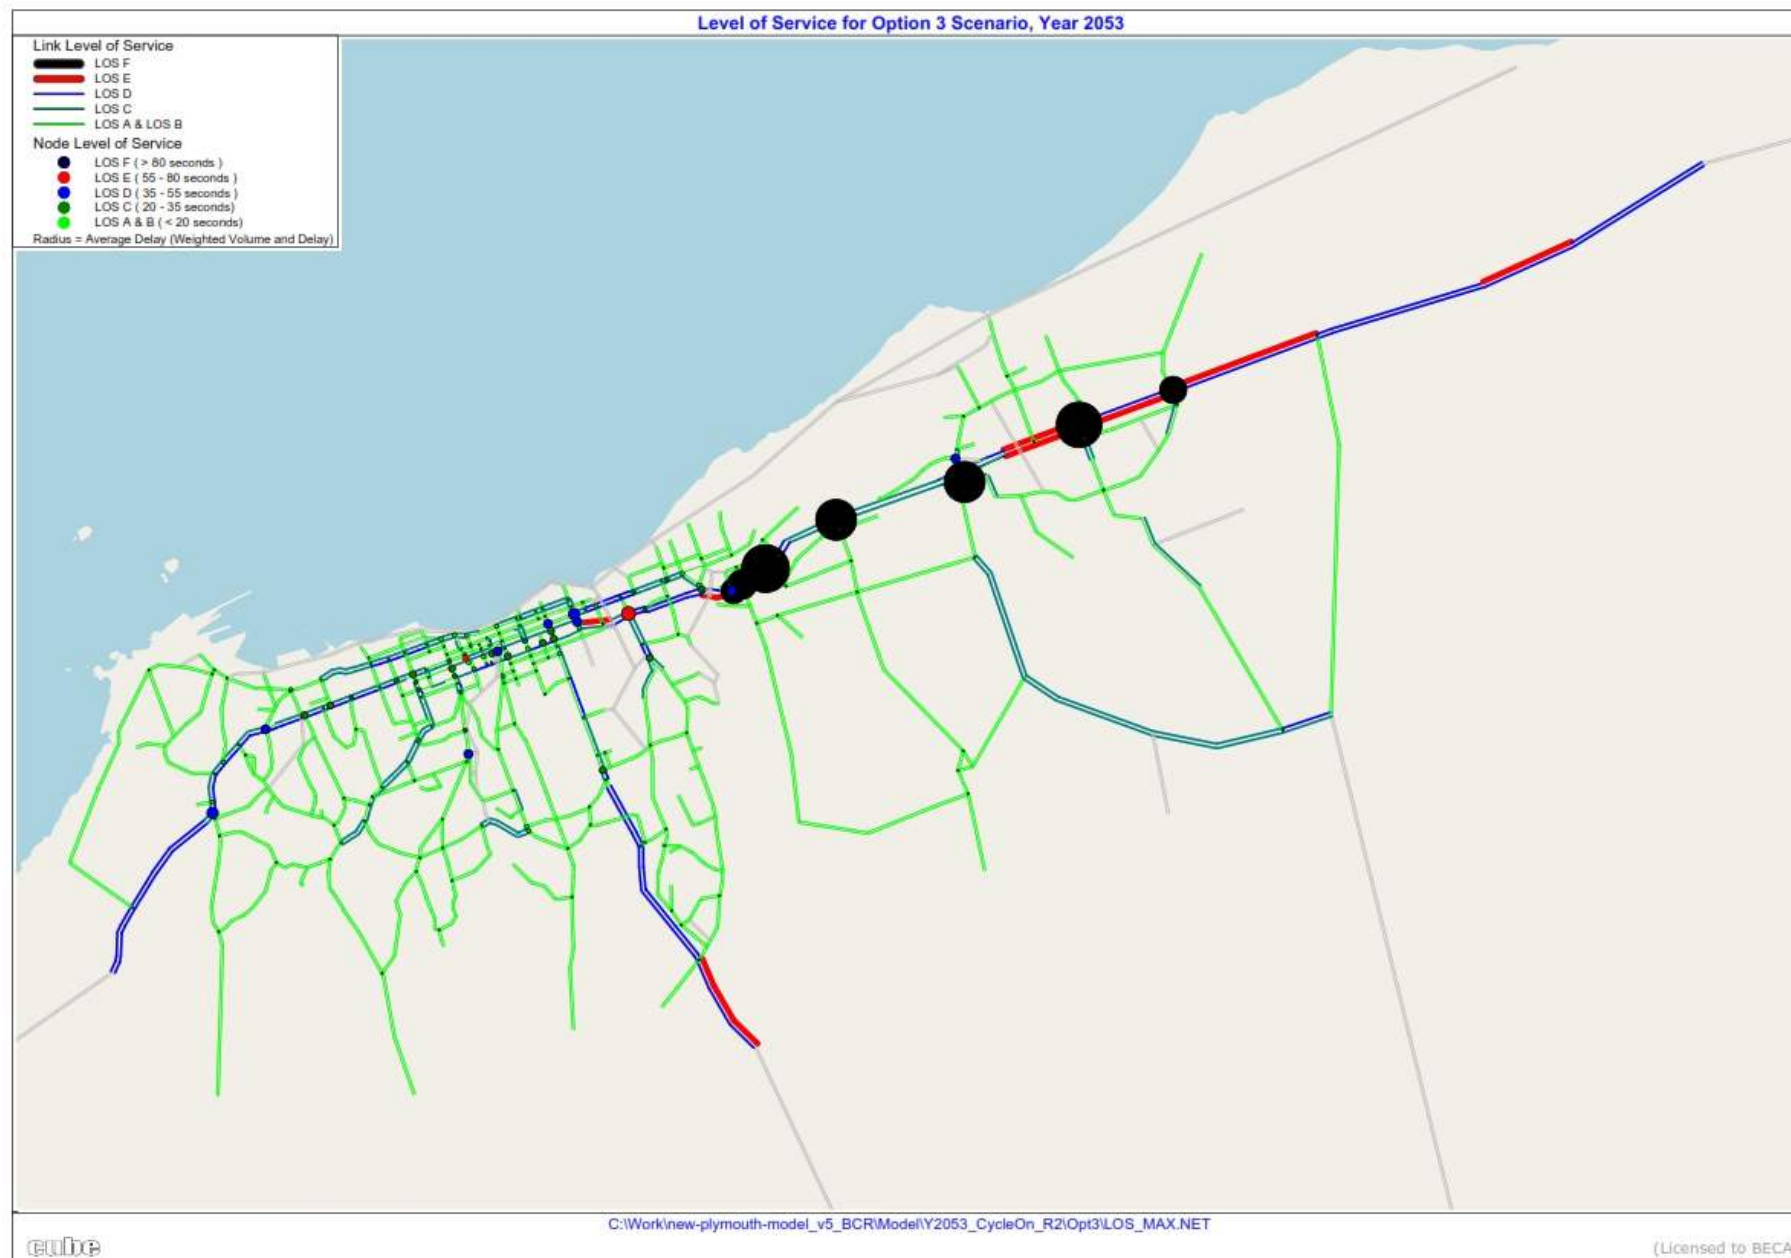 Level of Service for Option 3 Scenario, Year 2053
Link Level of Service
LOS F
LOS E
LOS D
LOS C
LOS A & LOS B
Node Level of Service
LOS F ( > 80 seconds )
LOS E ( 55 - 80 seconds )
LOS D ( 35 - 55 seconds )
LOS C ( 20 - 35 seconds)
LOS A & B ( < 20 seconds)
Radius = Average Delay (Weighted Volume and Delay)
C:\Work\new-plymouth-model_v5_BCR\Model\Y2053_CycleOn_R2\Opt3\LOS_MAX.NET
cube
(Licensed to BECA